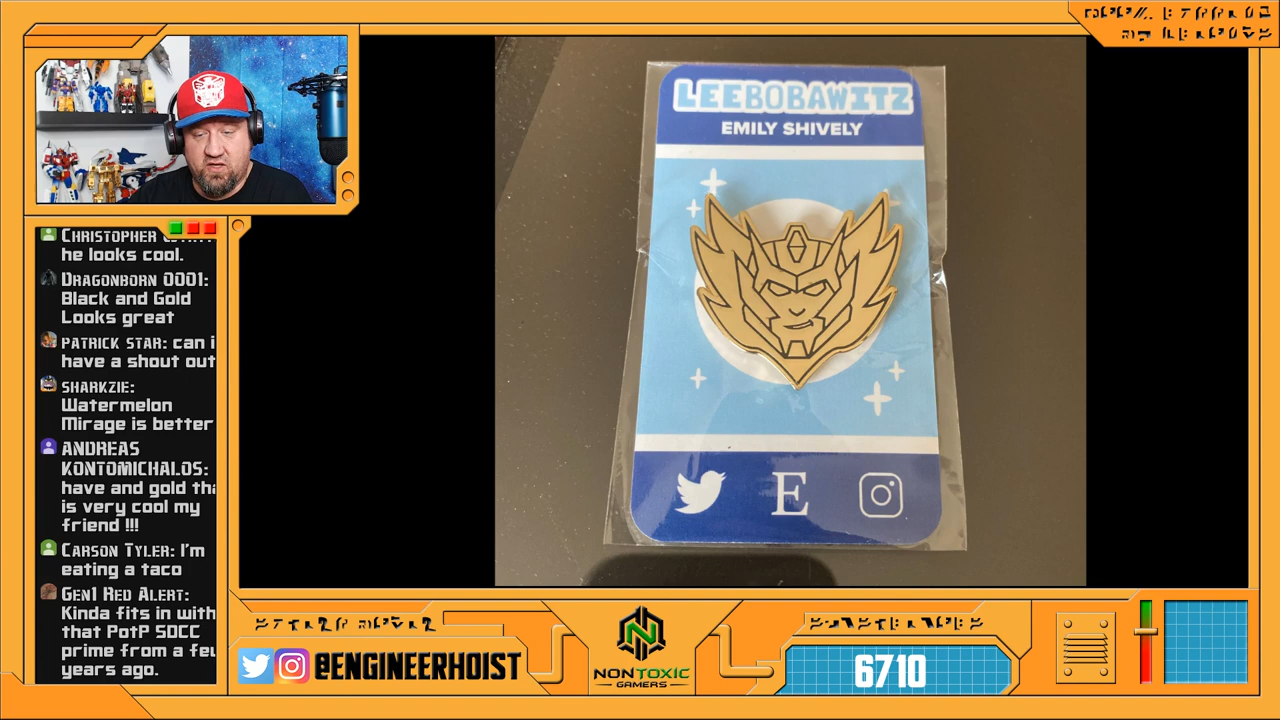 LEEBOBAWITZ
EMILY SHIVELY
E
CHRISTOPHER
he looks cool.
DRAGONBORN 0001:
Black and Gold
Looks great
PATRICK STAR: can i
have a shout out
SHARKZIE:
Watermelon
Mirage is better
ANDREAS
KONTOMICHALOS:
have and gold tha
is very cool my
friend !!!
CARSON TYLER: I'm
eating a taco
GEN1 RED ALERT:
Kinda fits in with
that PotP SDCC
prime from a few
years ago.
@ENGINEERHOIST
N
NONTOXIC
GAMERS
6710